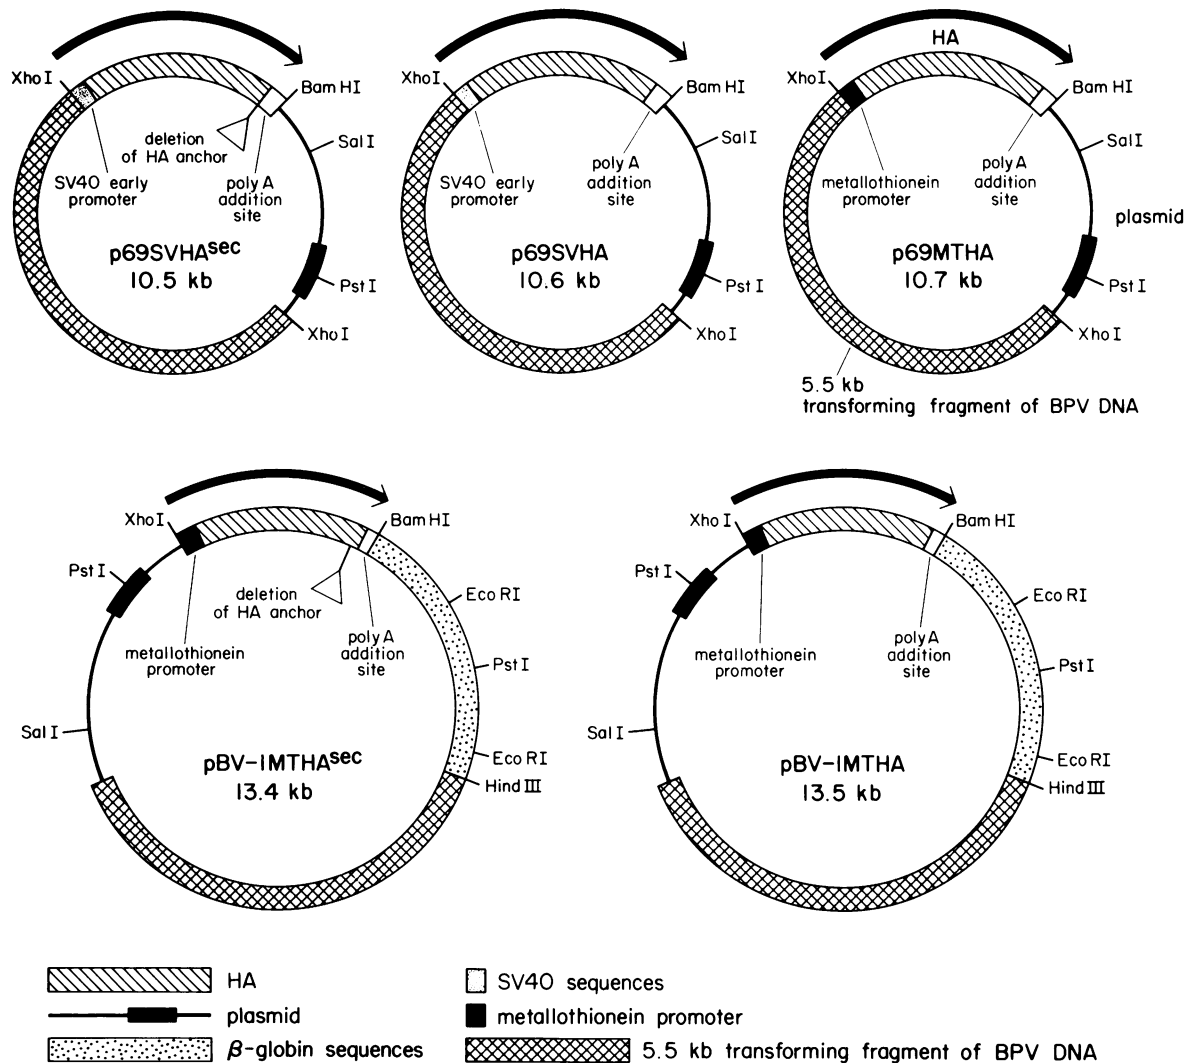 HA
Xho I
Bam HI
Sal I
deletion
of HA anchor
SV40 early
promoter
poly A
addition
site
p69SVHAsec
10.5 kb
Pst I
Xho I
Xho I
Bam HI
Sal I
SV40 early
promoter
poly A
addition
site
p69SVHA
10.6 kb
Pst I
Xho I
Xho I
Bam HI
Sal I
metallothionein
promoter
poly A
addition
site
plasmid
p69MTHA
10.7 kb
Pst I
Xho I
5.5 kb
transforming fragment of BPV DNA
Xho I
Bam HI
Pst I
deletion
of HA anchor
Eco RI
metallothionein
promoter
poly A
addition
site
Pst I
Sal I
pBV-1MTHAsec
13.4 kb
Eco RI
Hind III
Xho I
Bam HI
Pst I
Eco RI
metallothionein
promoter
poly A
addition
site
Pst I
Sal I
pBV-1MTHA
13.5 kb
Eco RI
Hind III
HA
SV40 sequences
plasmid
metallothionein promoter
β-globin sequences
5.5 kb transforming fragment of BPV DNA